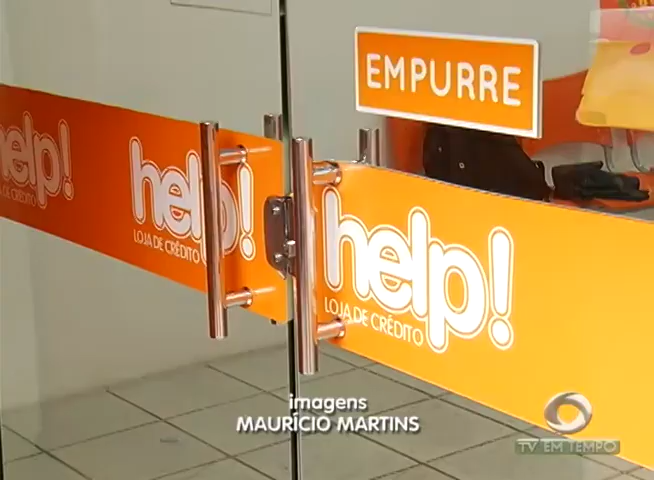 EMPURRE
help!
LOJA DE CRÉDITO
help!
LOJA DE CRÉDITO
help!
LOJA DE CRÉDITO
imagens
MAURÍCIO MARTINS
TV EM TEMPO